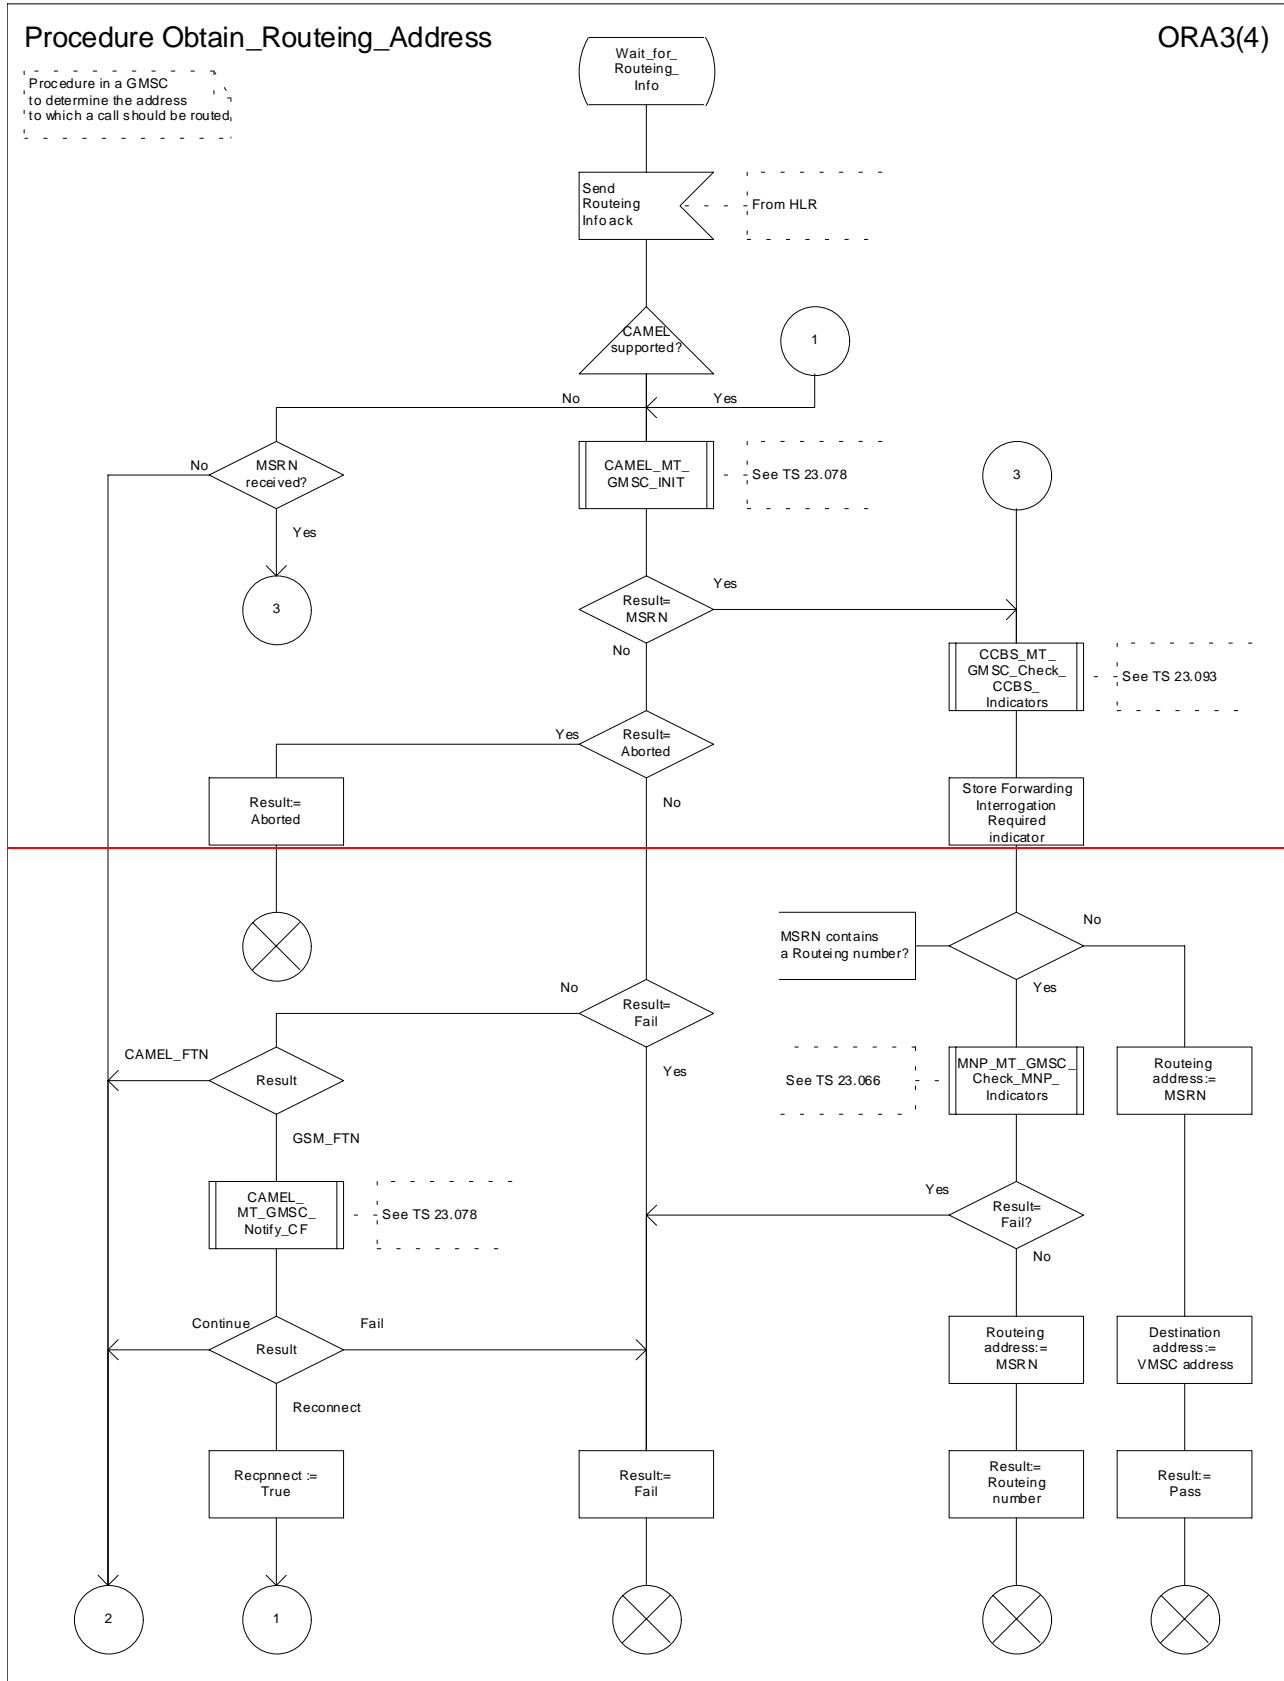 Procedure Obtain_Routeing_Address
ORA3(4)
Procedure in a GMSC
to determine the address
to which a call should be routed
Wait_for_
Routeing_
Info
Send
Routeing
Info ack
From HLR
CAMEL
supported?
1
No
Yes
No
MSRN
received?
CAMEL_MT_
GMSC_INIT
See TS 23.078
3
Yes
3
Result=
MSRN
Yes
No
CCBS_MT_
GMSC_Check_
CCBS_
Indicators
See TS 23.093
Yes
Result=
Aborted
No
Result:=
Aborted
Store Forwarding
Interrogation
Required
indicator
MSRN contains
a Routeing number?
No
Yes
No
Result=
Fail
Yes
CAMEL_FTN
Result
GSM_FTN
See TS 23.066
MNP_MT_GMSC_
Check_MNP_
Indicators
Routeing
address:=
MSRN
CAMEL_
MT_GMSC_
Notify_CF
See TS 23.078
Yes
Result=
Fail?
No
Continue
Result
Fail
Reconnect
Routeing
address:=
MSRN
Destination
address:=
VMSC address
Recpnnect :=
True
Result:=
Fail
Result:=
Routeing
number
Result:=
Pass
2
1